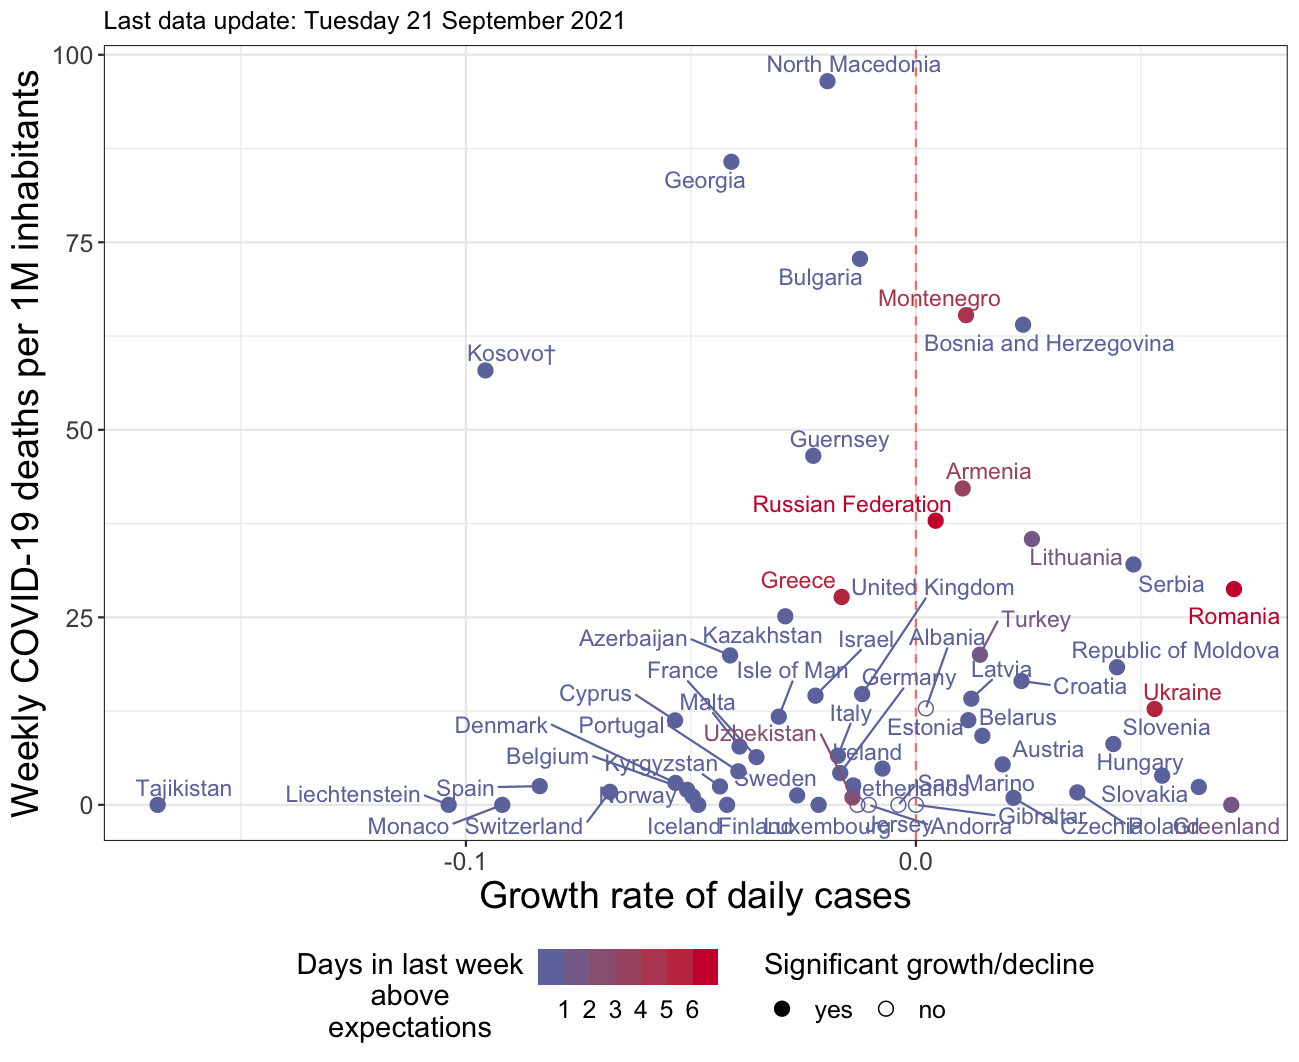 Last data update: Tuesday 21 September 2021
Weekly COVID-19 deaths per 1M inhabitants
100
North Macedonia
Georgia
75
Bulgaria
Montenegro
Bosnia and Herzegovina
Kosovo†
50
Guernsey
Armenia
Russian Federation
Lithuania
Greece
United Kingdom
Serbia
Romania
25
Azerbaijan
Kazakhstan
Israel
Albania
Turkey
Republic of Moldova
France
Isle of Man
Germany
Latvia
Croatia
Ukraine
Cyprus
Malta
Italy
Denmark
Portugal
Uzbekistan
Estonia
Belarus
Slovenia
Belgium
Kyrgyzstan
Ireland
Austria
Hungary
Tajikistan
Liechtenstein
Spain
Norway
Sweden
Netherlands
San Marino
Slovakia
0
Monaco
Switzerland
Iceland
Finland
Luxembourg
Jersey
Andorra
Gibraltar
Czechia
Poland
Greenland
-0.1
0.0
Growth rate of daily cases
Days in last week
above
expectations
1 2 3 4 5 6
Significant growth/decline
yes
no